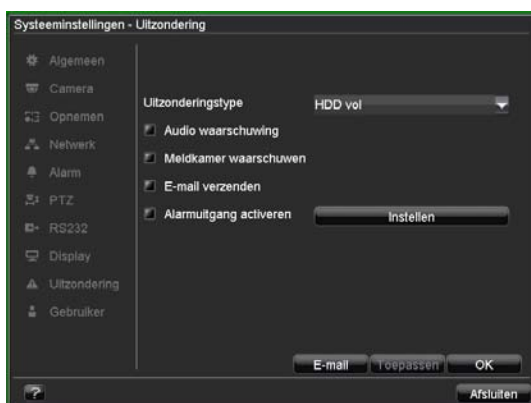 Systeeminstellingen - Uitzondering
Algemeen
Camera
Opnemen
Netwerk
Alarm
PTZ
RS232
Display
Uitzondering
Gebruiker
Uitzonderingstype HDD vol
Audio waarschuwing
Meldkamer waarschuwen
E-mail verzenden
Alarmuitgang activeren Instellen
E-mail Toepassen OK
? Afsluiten